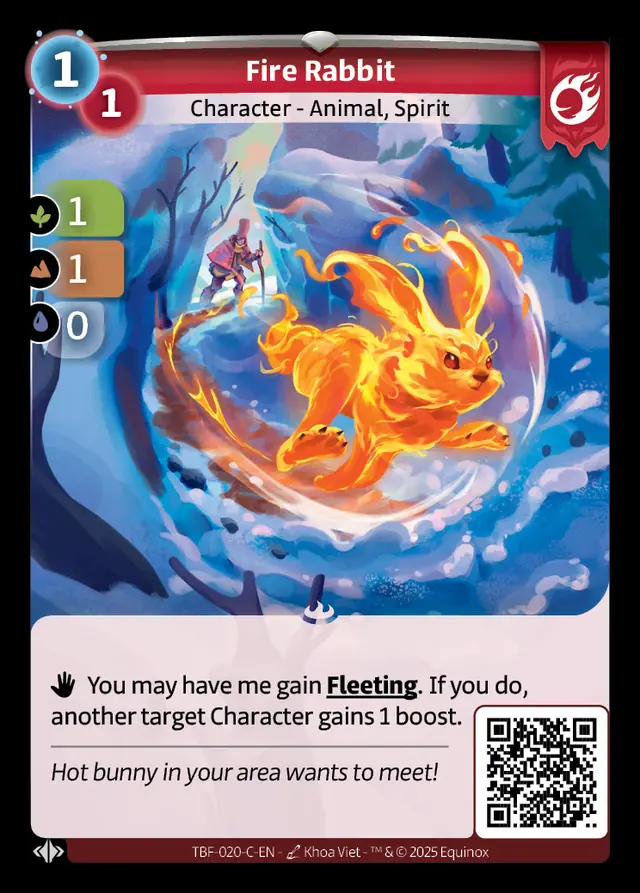 1
Fire Rabbit
1
Character - Animal, Spirit
1
1
0
You may have me gain Fleeting. If you do,
another target Character gains 1 boost.
Hot bunny in your area wants to meet!
TBF-020-C-EN - Khoa Viet - ™ & © 2025 Equinox